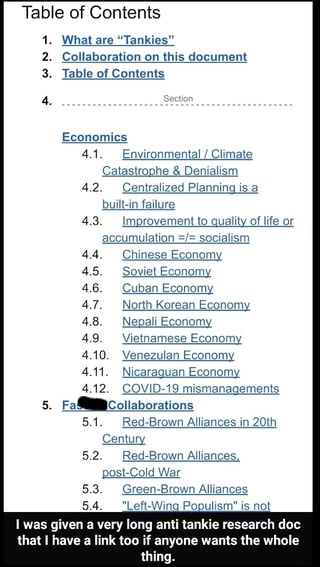 Table of Contents
1. What are “Tankies”
2. Collaboration on this document
3. Table of Contents
4. Section
Economics
4.1. Environmental / Climate
Catastrophe & Denialism
4.2. Centralized Planning is a
built-in failure
4.3. Improvement to quality of life or
accumulation =/= socialism
4.4. Chinese Economy
4.5. Soviet Economy
4.6. Cuban Economy
4.7. North Korean Economy
4.8. Nepali Economy
4.9. Vietnamese Economy
4.10. Venezulan Economy
4.11. Nicaraguan Economy
4.12. COVID-19 mismanagements
5. Fas Collaborations
5.1. Red-Brown Alliances in 20th
Century
5.2. Red-Brown Alliances,
post-Cold War
5.3. Green-Brown Alliances
5.4. "Left-Wing Populism" is not
I was given a very long anti tankie research doc
that I have a link too if anyone wants the whole
thing.